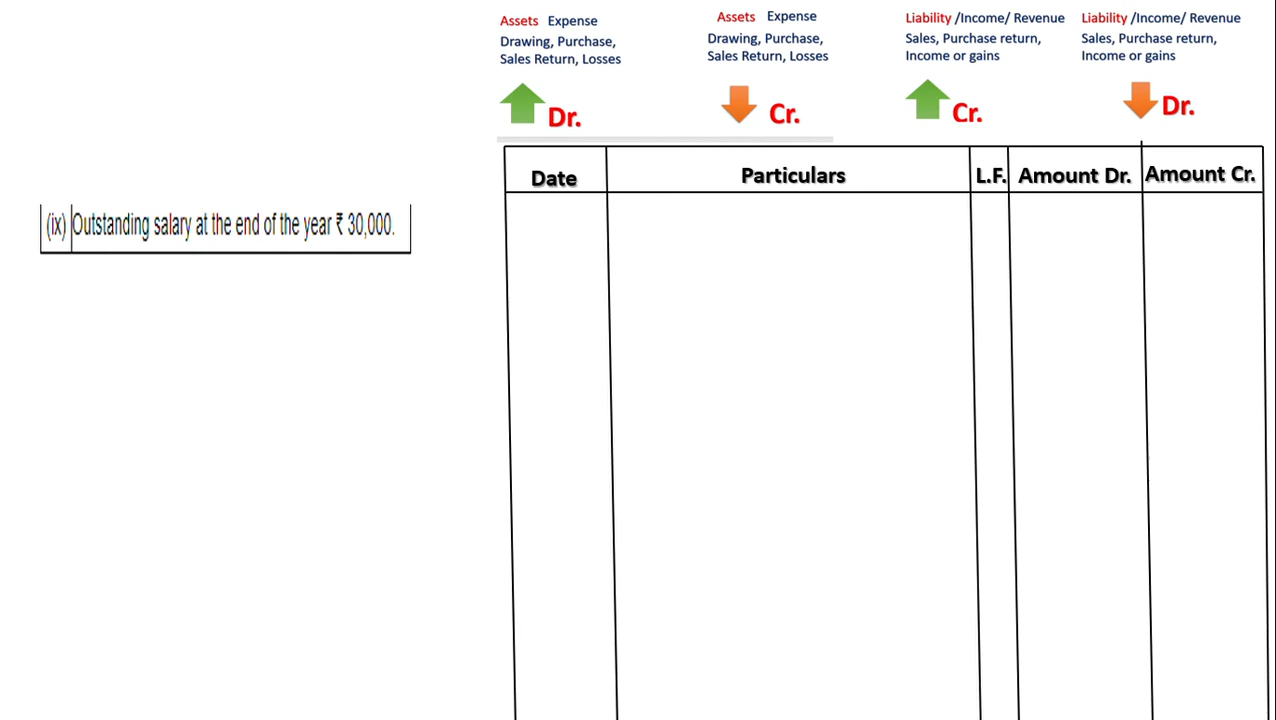 Assets Expense
Drawing, Purchase,
Sales Return, Losses
Dr.
Assets Expense
Drawing, Purchase,
Sales Return, Losses
Cr.
Liability /Income/ Revenue
Sales, Purchase return,
Income or gains
Cr.
Liability /Income/ Revenue
Sales, Purchase return,
Income or gains
Dr.
Date Particulars L.F. Amount Dr. Amount Cr.
(ix) Outstanding salary at the end of the year ₹ 30,000.